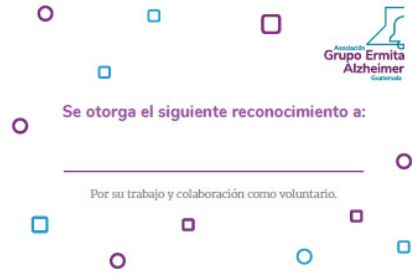 Asociación
Grupo Ermita
Alzheimer
Guatemala
Se otorga el siguiente reconocimiento a:
Por su trabajo y colaboración como voluntario.